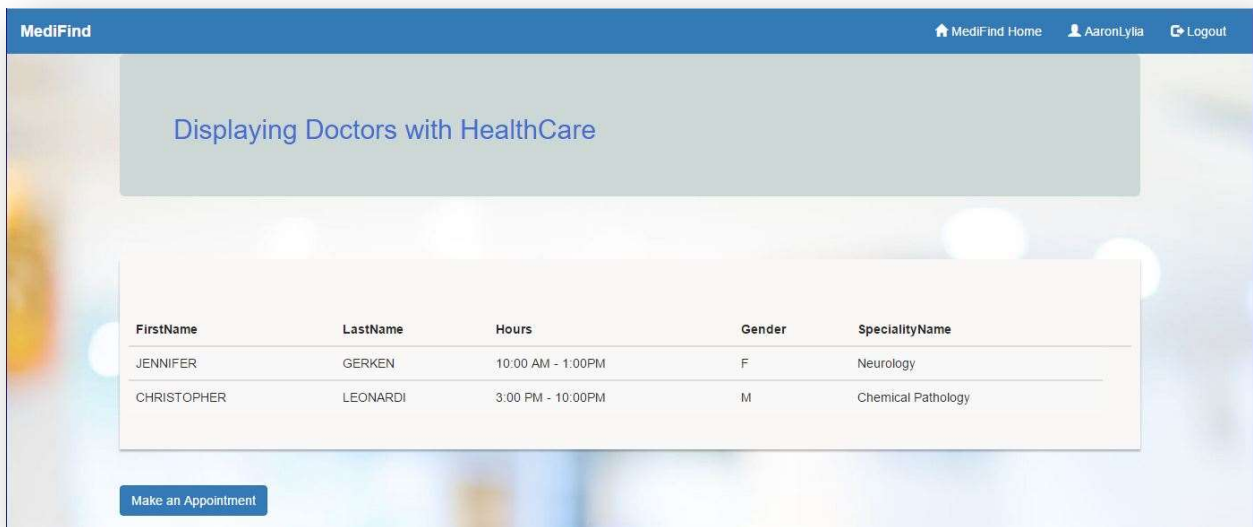 MediFind MediFind Home AaronLylia Logout
Displaying Doctors with HealthCare
FirstName LastName Hours Gender SpecialityName
JENNIFER GERKEN 10:00 AM - 1:00PM F Neurology
CHRISTOPHER LEONARDI 3:00 PM - 10:00PM M Chemical Pathology
Make an Appointment